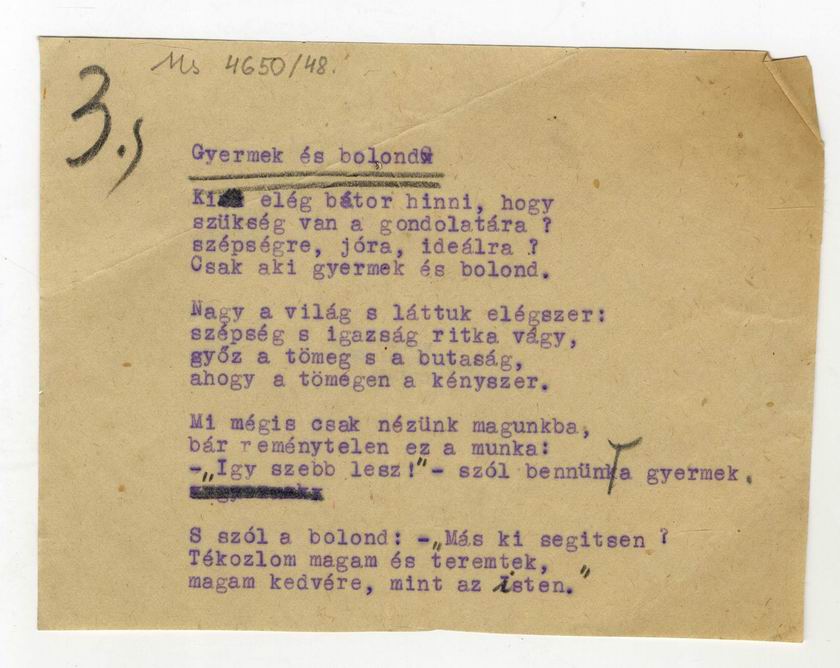 Ms 4650/48.
3.)
Gyermek és bolond
Ki elég bátor hinni, hogy
szükség van a gondolatára ?
szépségre, jóra, ideálra ?
Csak aki gyermek és bolond.
Nagy a világ s láttuk elégszer:
szépség s igazság ritka vágy,
győz a tömeg s a butaság,
ahogy a tömegen a kényszer.
Mi mégis csak nézünk magunkba,
bár reménytelen ez a munka:
-„Igy szebb lesz!"- szól bennünk a gyermek.
S szól a bolond: -„Más ki segitsen ?
Tékozlom magam és teremtek,
magam kedvére, mint az isten."